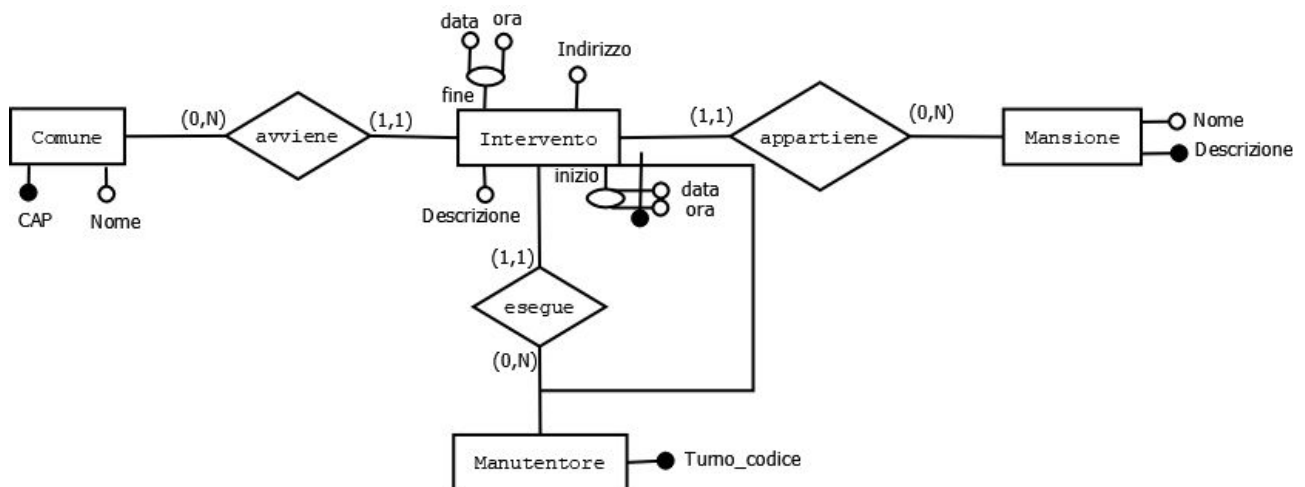 data ora
Indirizzo
fine
Comune
(0,N)
avviene
(1,1)
Intervento
(1,1)
appartiene
(0,N)
Mansione
Nome
Descrizione
CAP
Nome
Descrizione
inizio
data
ora
(1,1)
esegue
(0,N)
Manutentore
Turno_codice